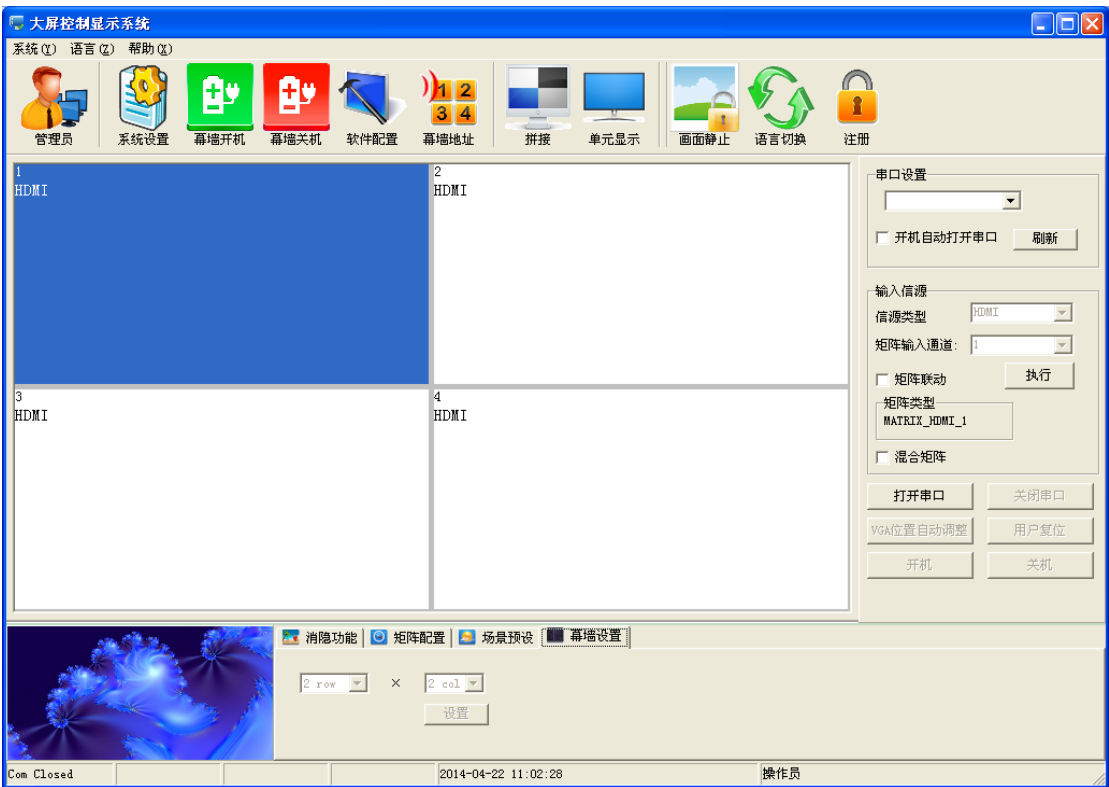 大屏控制显示系统
系统(Y) 语言(Z) 帮助(X)
1 2
3 4
管理员 系统设置 幕墙开机 幕墙关机 软件配置 幕墙地址 拼接 单元显示 画面静止 语言切换 注册
1
HDMI
2
HDMI
3
HDMI
4
HDMI
串口设置
开机自动打开串口 刷新
输入信源
信源类型 HDMI
矩阵输入通道: 1
矩阵联动 执行
矩阵类型
MATRIX_HDMI_1
混合矩阵
打开串口 关闭串口
VGA位置自动调整 用户复位
开机 关机
消隐功能 矩阵配置 场景预设 幕墙设置
2 row × 2 col
设置
Com Closed 2014-04-22 11:02:28 操作员